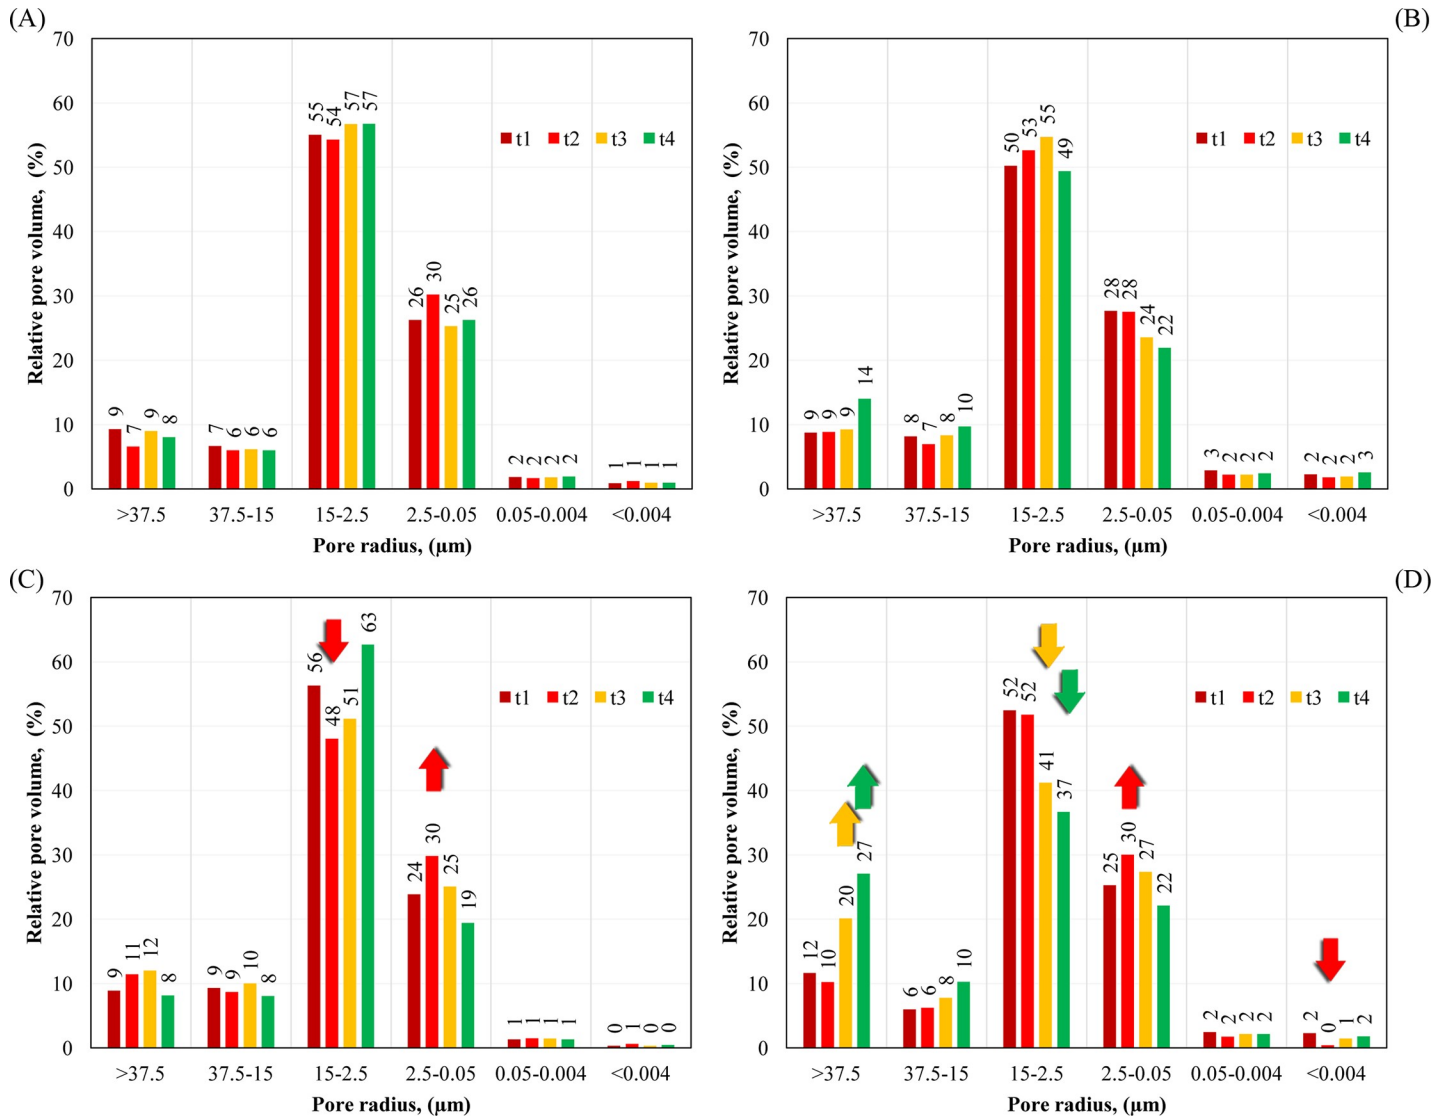 (A)
70
60
50
40
30
20
10
0
Relative pore volume, (%)
t1 t2 t3 t4
9 7 9 8
7 6 6 6
55 54 57 57
26 30 25 26
2 2 2 2
1 1 1 1
>37.5 37.5-15 15-2.5 2.5-0.05 0.05-0.004 <0.004
Pore radius, (μm)
(B)
70
60
50
40
30
20
10
0
Relative pore volume, (%)
t1 t2 t3 t4
9 9 9 14
8 7 8 10
50 53 55 49
28 28 24 22
3 2 2 2
2 2 2 3
>37.5 37.5-15 15-2.5 2.5-0.05 0.05-0.004 <0.004
Pore radius, (μm)
(C)
70
60
50
40
30
20
10
0
Relative pore volume, (%)
t1 t2 t3 t4
9 11 12 8
9 9 10 8
56 48 51 63
24 30 25 19
1 1 1 1
0 1 0 0
>37.5 37.5-15 15-2.5 2.5-0.05 0.05-0.004 <0.004
Pore radius, (μm)
(D)
70
60
50
40
30
20
10
0
Relative pore volume, (%)
t1 t2 t3 t4
12 10 20 27
6 6 8 10
52 52 41 37
25 30 27 22
2 2 2 2
2 0 1 2
>37.5 37.5-15 15-2.5 2.5-0.05 0.05-0.004 <0.004
Pore radius, (μm)